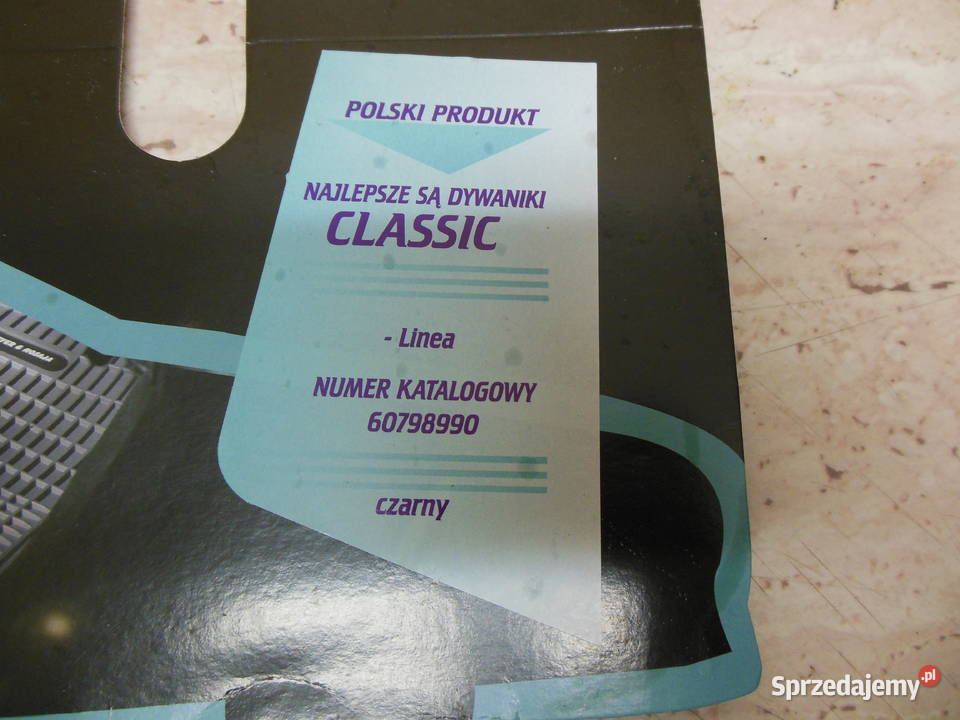 POLSKI PRODUKT
NAJLEPSZE SĄ DYWANIKI
CLASSIC
- Linea
NUMER KATALOGOWY
60798990
czarny
Sprzedajemy.pl